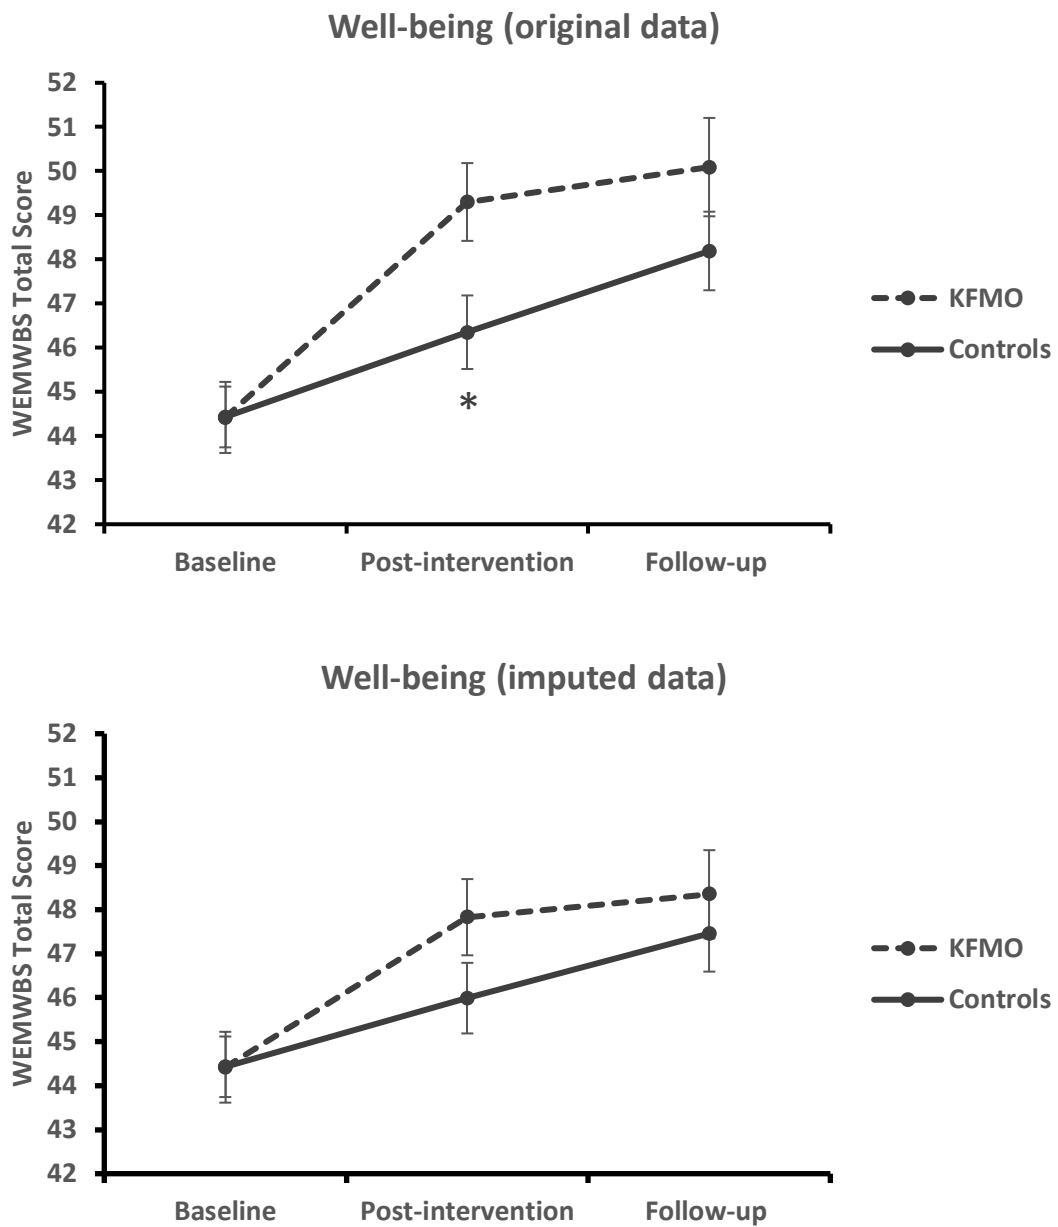 Well-being (original data)
WEMWBS Total Score
52
51
50
49
48
47
46
45
44
43
42
*
Baseline Post-intervention Follow-up
KFMO
Controls
Well-being (imputed data)
WEMWBS Total Score
52
51
50
49
48
47
46
45
44
43
42
Baseline Post-intervention Follow-up
KFMO
Controls